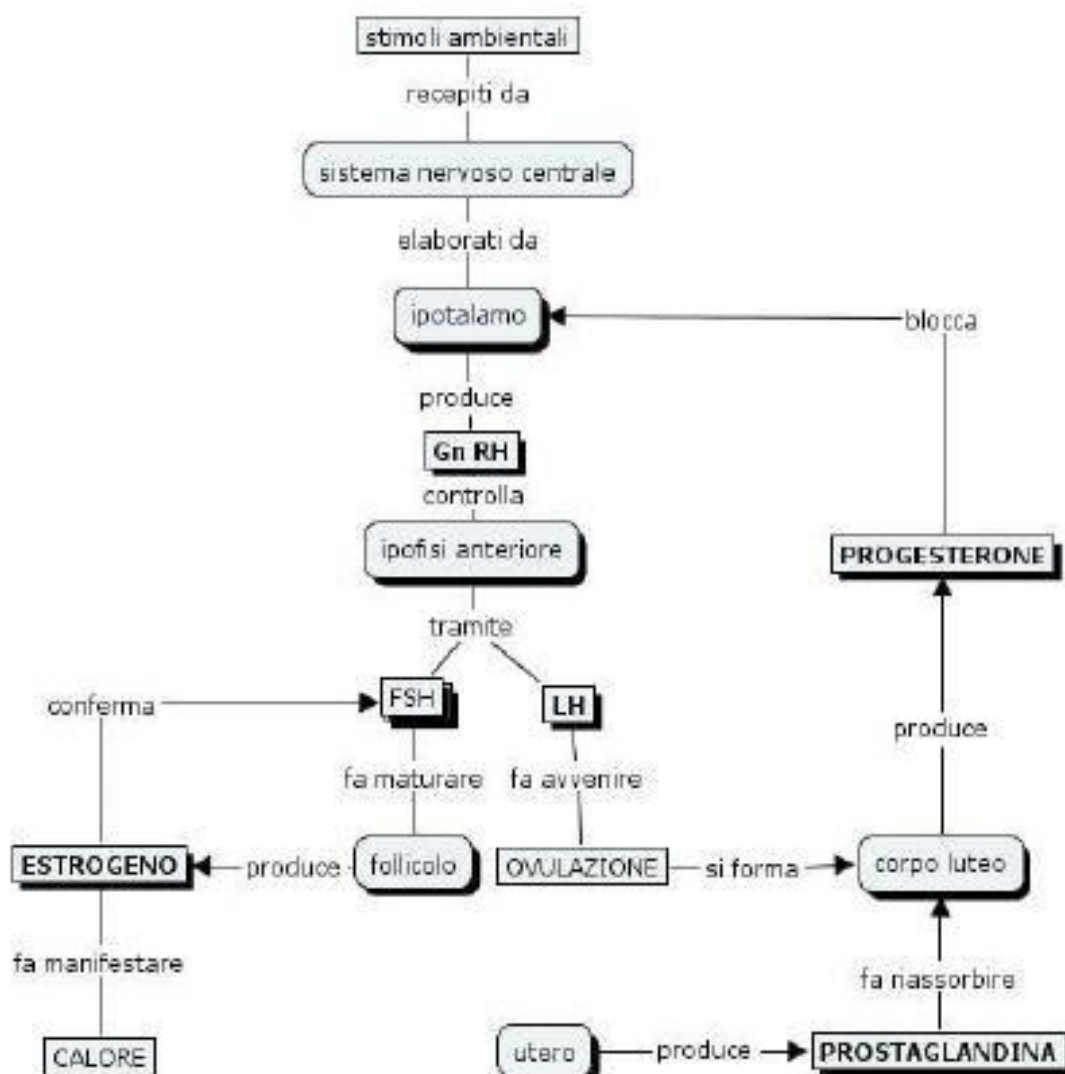 stimoli ambientali
recepiti da
sistema nervoso centrale
elaborati da
ipotalamo
blocca
produce
Gn RH
controlla
ipofisi anteriore
PROGESTERONE
tramite
conferma
FSH
LH
produce
fa maturare
fa avvenire
ESTROGENO
produce
follicolo
OVULAZIONE
si forma
corpo luteo
fa manifestare
fa riassorbire
CALORE
utero
produce
PROSTAGLANDINA